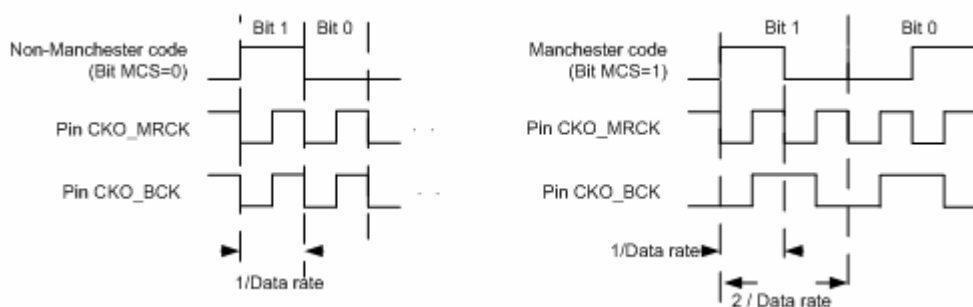 Bit 1 Bit 0
Non-Manchester code
(Bit MCS=0)
Pin CKO_MRCK
. .
Pin CKO_BCK
. .
1/Data rate
Bit 1 Bit 0
Manchester code
(Bit MCS=1)
Pin CKO_MRCK
Pin CKO_BCK
1/Data rate
2 / Data rate